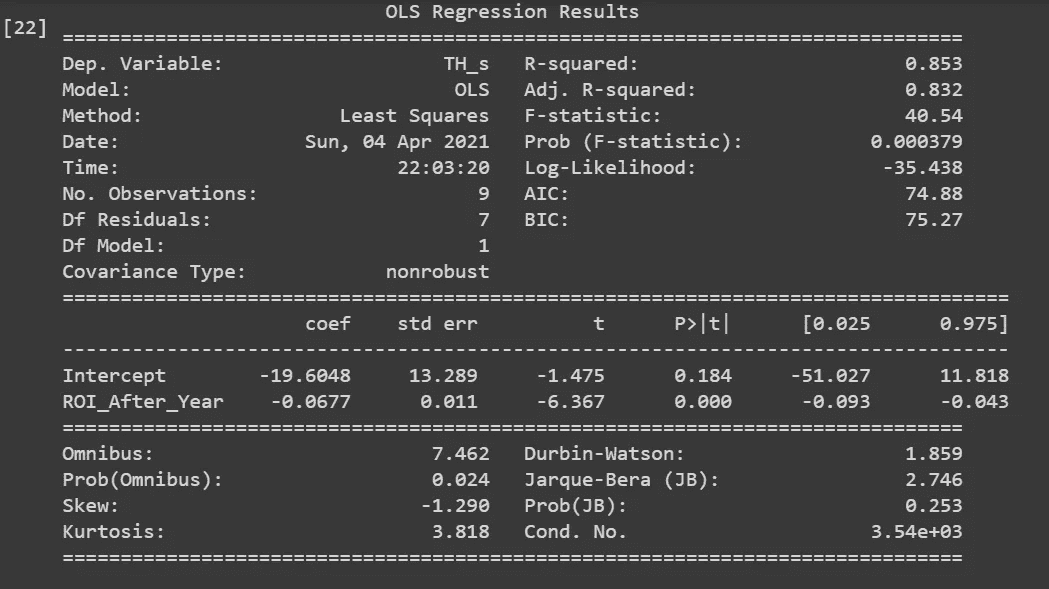 OLS Regression Results
[22]
==============================================================================
Dep. Variable: TH_s R-squared: 0.853
Model: OLS Adj. R-squared: 0.832
Method: Least Squares F-statistic: 40.54
Date: Sun, 04 Apr 2021 Prob (F-statistic): 0.000379
Time: 22:03:20 Log-Likelihood: -35.438
No. Observations: 9 AIC: 74.88
Df Residuals: 7 BIC: 75.27
Df Model: 1
Covariance Type: nonrobust
==================================================================================
coef std err t P>|t| [0.025 0.975]
----------------------------------------------------------------------------------
Intercept -19.6048 13.289 -1.475 0.184 -51.027 11.818
ROI_After_Year -0.0677 0.011 -6.367 0.000 -0.093 -0.043
==============================================================================
Omnibus: 7.462 Durbin-Watson: 1.859
Prob(Omnibus): 0.024 Jarque-Bera (JB): 2.746
Skew: -1.290 Prob(JB): 0.253
Kurtosis: 3.818 Cond. No. 3.54e+03
==============================================================================